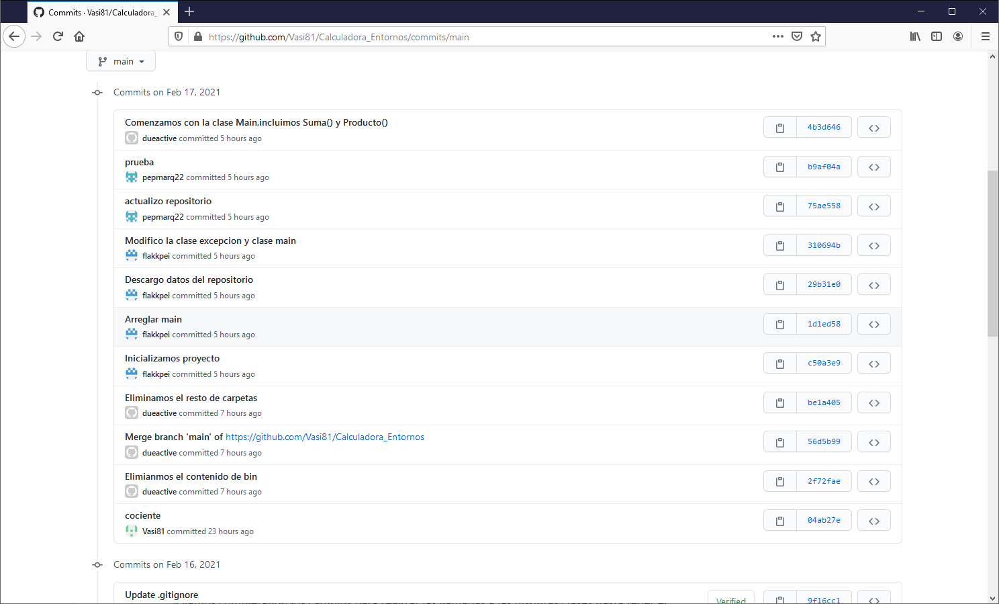 Commits · Vasi81/Calculadora_
https://github.com/Vasi81/Calculadora_Entornos/commits/main
main
Commits on Feb 17, 2021
Comenzamos con la clase Main,incluimos Suma() y Producto()
dueactive committed 5 hours ago
4b3d646
prueba
pepmarq22 committed 5 hours ago
b9af04a
actualizo repositorio
pepmarq22 committed 5 hours ago
75ae558
Modifico la clase excepcion y clase main
flakkpei committed 5 hours ago
310694b
Descargo datos del repositorio
flakkpei committed 5 hours ago
29b31e0
Arreglar main
flakkpei committed 5 hours ago
1d1ed58
Inicializamos proyecto
flakkpei committed 5 hours ago
c50a3e9
Eliminamos el resto de carpetas
dueactive committed 7 hours ago
be1a405
Merge branch 'main' of https://github.com/Vasi81/Calculadora_Entornos
dueactive committed 7 hours ago
56d5b99
Elimianmos el contenido de bin
dueactive committed 7 hours ago
2f72fae
cociente
Vasi81 committed 23 hours ago
04ab27e
Commits on Feb 16, 2021
Update .gitignore
Verified
9f16cc1